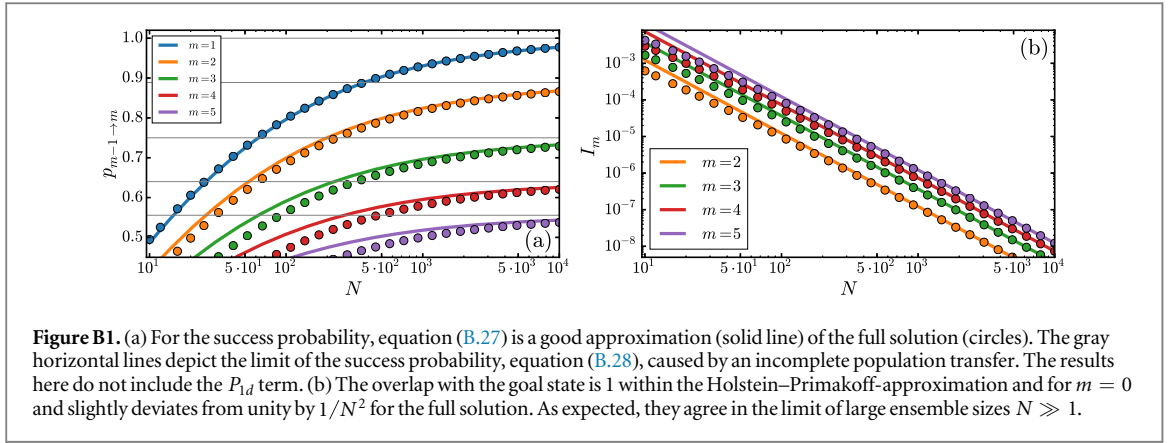 1.0
0.9
0.8
0.7
0.6
0.5
p_{m−1→m}
m=1
m=2
m=3
m=4
m=5
(a)
10^1 5·10^1 10^2 5·10^2 10^3 5·10^3 10^4
N
10^{-3}
10^{-4}
10^{-5}
10^{-6}
10^{-7}
10^{-8}
I_m
(b)
m=2
m=3
m=4
m=5
10^1 5·10^1 10^2 5·10^2 10^3 5·10^3 10^4
N
Figure B1. (a) For the success probability, equation (B.27) is a good approximation (solid line) of the full solution (circles). The gray
horizontal lines depict the limit of the success probability, equation (B.28), caused by an incomplete population transfer. The results
here do not include the P_{1d} term. (b) The overlap with the goal state is 1 within the Holstein–Primakoff-approximation and for m = 0
and slightly deviates from unity by 1/N^2 for the full solution. As expected, they agree in the limit of large ensemble sizes N ≫ 1.